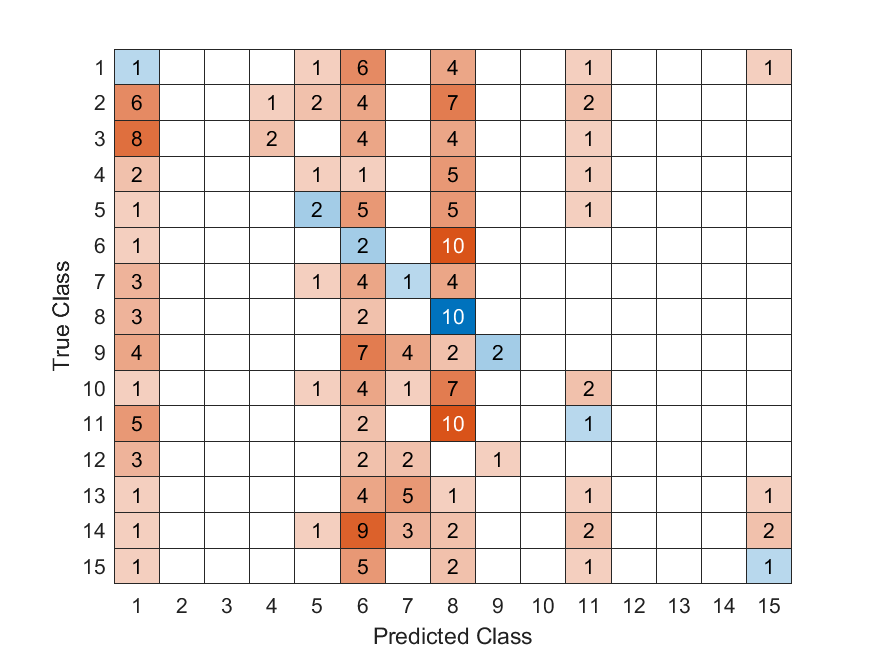 1 1 1 6 4 1 1
2 6 1 2 4 7 2
3 8 2 4 4 1
4 2 1 1 5 1
5 1 2 5 5 1
6 1 2 10
7 3 1 4 1 4
8 3 2 10
9 4 7 4 2 2
10 1 1 4 1 7 2
11 5 2 10 1
12 3 2 2 1
13 1 4 5 1 1 1
14 1 1 9 3 2 2 2
15 1 5 2 1 1
1 2 3 4 5 6 7 8 9 10 11 12 13 14 15
Predicted Class
True Class